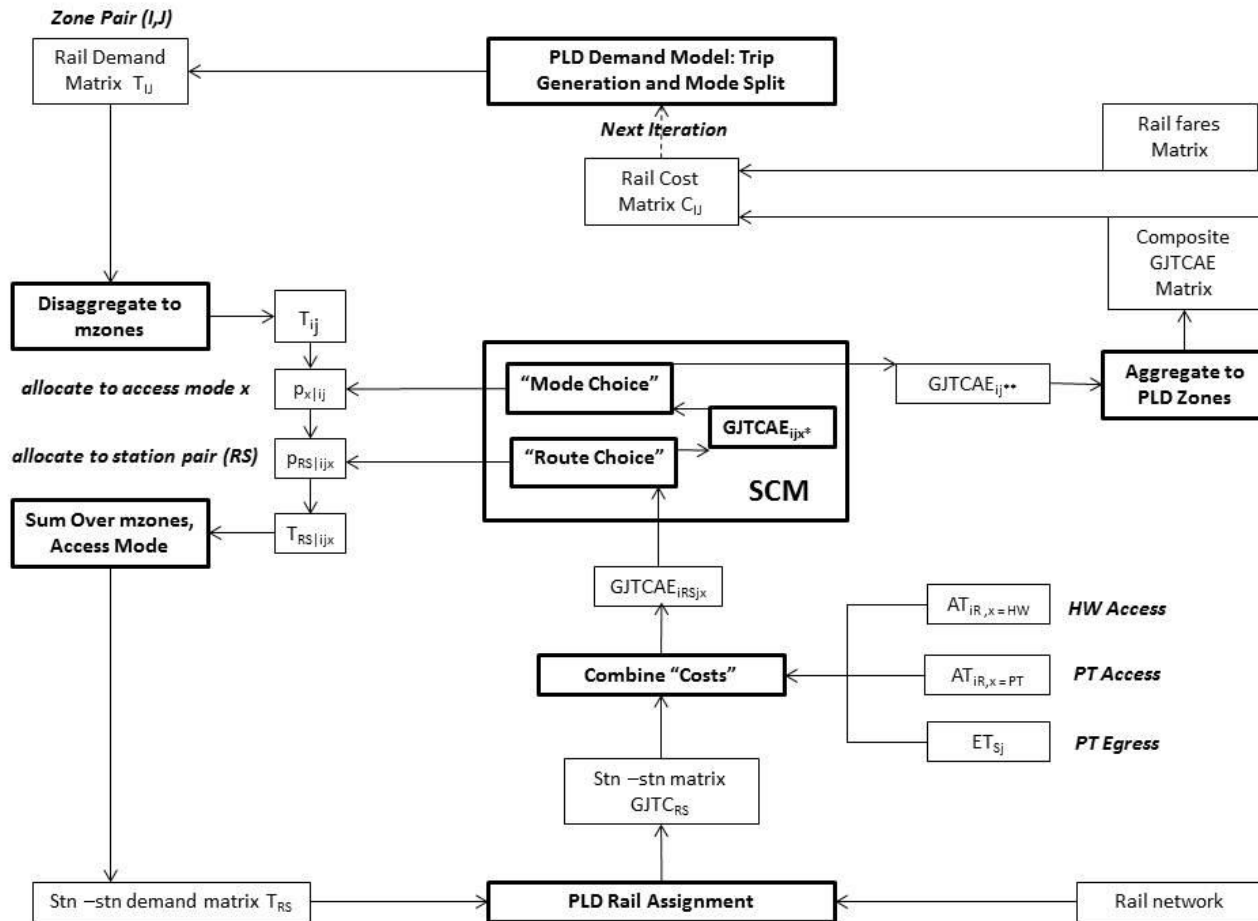 Zone Pair (I,J)
Rail Demand
Matrix T_IJ
PLD Demand Model: Trip
Generation and Mode Split
Next Iteration
Rail fares
Matrix
Rail Cost
Matrix C_IJ
Composite
GJTCAE
Matrix
Disaggregate to
mzones
T_ij
allocate to access mode x
p_x|ij
"Mode Choice"
GJTCAE_ij**
Aggregate to
PLD Zones
GJTCAE_ijx*
allocate to station pair (RS)
p_RS|ijx
"Route Choice"
SCM
Sum Over mzones,
Access Mode
T_RS|ijx
GJTCAE_iRSjx
AT_iR,x=HW
HW Access
Combine "Costs"
AT_iR,x=PT
PT Access
ET_Sj
PT Egress
Stn –stn matrix
GJTC_RS
Stn –stn demand matrix T_RS
PLD Rail Assignment
Rail network